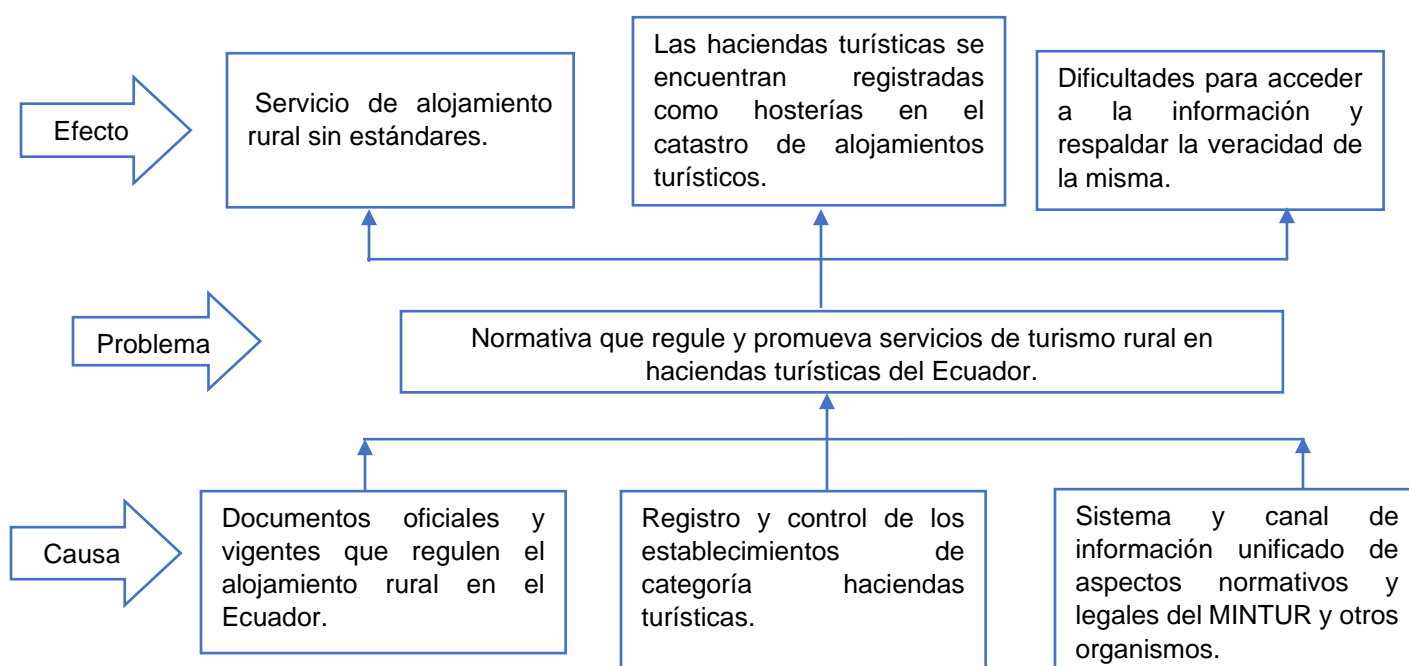 Efecto
Servicio de alojamiento
rural sin estándares.
Las haciendas turísticas se
encuentran registradas
como hosterías en el
catastro de alojamientos
turísticos.
Dificultades para acceder
a la información y
respaldar la veracidad de
la misma.
Problema
Normativa que regule y promueva servicios de turismo rural en
haciendas turísticas del Ecuador.
Causa
Documentos oficiales y
vigentes que regulen el
alojamiento rural en el
Ecuador.
Registro y control de los
establecimientos de
categoría haciendas
turísticas.
Sistema y canal de
información unificado de
aspectos normativos y
legales del MINTUR y otros
organismos.